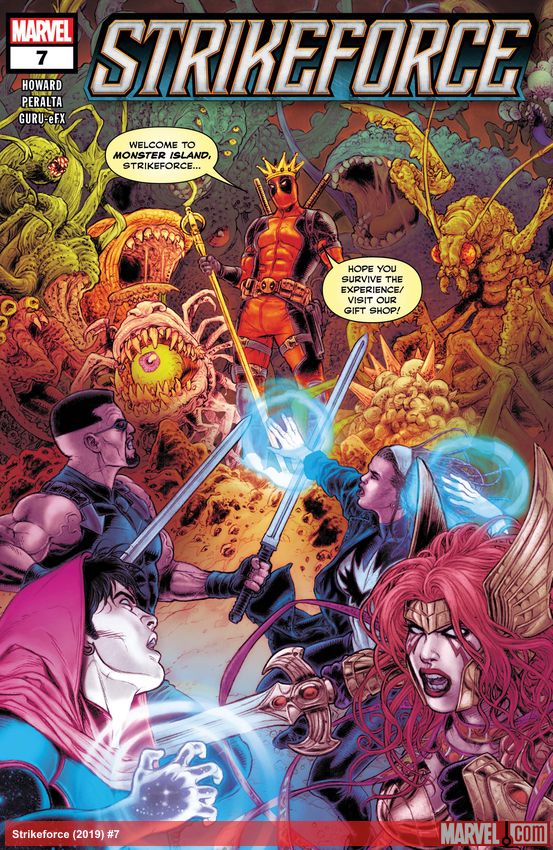 MARVEL
7
HOWARD
PERALTA
GURU-eFX
STRIKEFORCE
WELCOME TO
MONSTER ISLAND,
STRIKEFORCE...
HOPE YOU
SURVIVE THE
EXPERIENCE/
VISIT OUR
GIFT SHOP!
Strikeforce (2019) #7
MARVEL.com